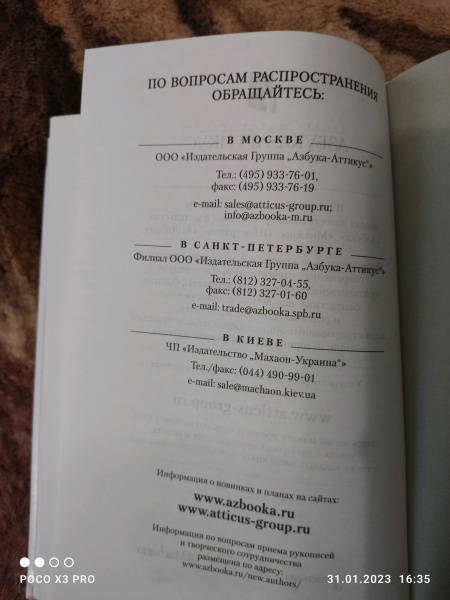 ПО ВОПРОСАМ РАСПРОСТРАНЕНИЯ
ОБРАЩАЙТЕСЬ:
В МОСКВЕ
ООО «Издательская Группа „Азбука-Аттикус“»
Тел.: (495) 933-76-01,
факс: (495) 933-76-19
e-mail: sales@atticus-group.ru;
info@azbooka-m.ru
В САНКТ-ПЕТЕРБУРГЕ
Филиал ООО «Издательская Группа „Азбука-Аттикус“»
Тел.: (812) 327-04-55,
факс: (812) 327-01-60
e-mail: trade@azbooka.spb.ru
В КИЕВЕ
ЧП «Издательство „Махаон-Украина“»
Тел./факс: (044) 490-99-01
e-mail: sale@machaon.kiev.ua
Информация о новинках и планах на сайтах:
www.azbooka.ru
www.atticus-group.ru
Информация по вопросам приема рукописей
и творческого сотрудничества
размещена по адресу:
www.azbooka.ru/new_authors/
POCO X3 PRO
31.01.2023 16:35